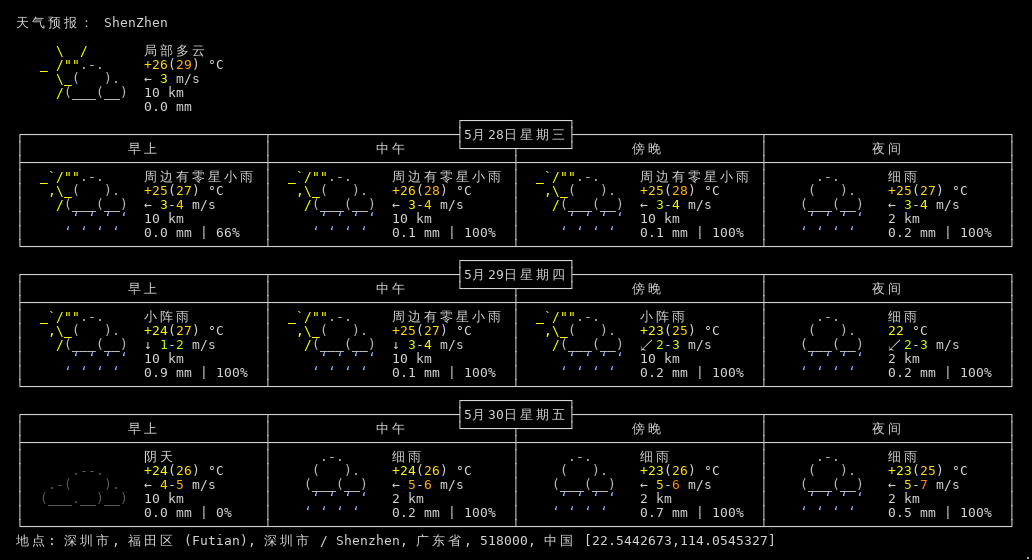 天气预报： ShenZhen
局部多云
+26(29) °C
← 3 m/s
10 km
0.0 mm
5月28日星期三
早上 中午 傍晚 夜间
周边有零星小雨 周边有零星小雨 周边有零星小雨 细雨
+25(27) °C +26(28) °C +25(28) °C +25(27) °C
← 3-4 m/s ← 3-4 m/s ← 3-4 m/s ← 3-4 m/s
10 km 10 km 10 km 2 km
0.0 mm | 66% 0.1 mm | 100% 0.1 mm | 100% 0.2 mm | 100%
5月29日星期四
早上 中午 傍晚 夜间
小阵雨 周边有零星小雨 小阵雨 细雨
+24(27) °C +25(27) °C +23(25) °C 22 °C
↓ 1-2 m/s ↓ 3-4 m/s ↙ 2-3 m/s ↙ 2-3 m/s
10 km 10 km 10 km 2 km
0.9 mm | 100% 0.1 mm | 100% 0.2 mm | 100% 0.2 mm | 100%
5月30日星期五
早上 中午 傍晚 夜间
阴天 细雨 细雨 细雨
+24(26) °C +24(26) °C +23(26) °C +23(25) °C
← 4-5 m/s ← 5-6 m/s ← 5-6 m/s ← 5-7 m/s
10 km 2 km 2 km 2 km
0.0 mm | 0% 0.2 mm | 100% 0.7 mm | 100% 0.5 mm | 100%
地点: 深圳市, 福田区 (Futian), 深圳市 / Shenzhen, 广东省, 518000, 中国 [22.5442673,114.0545327]